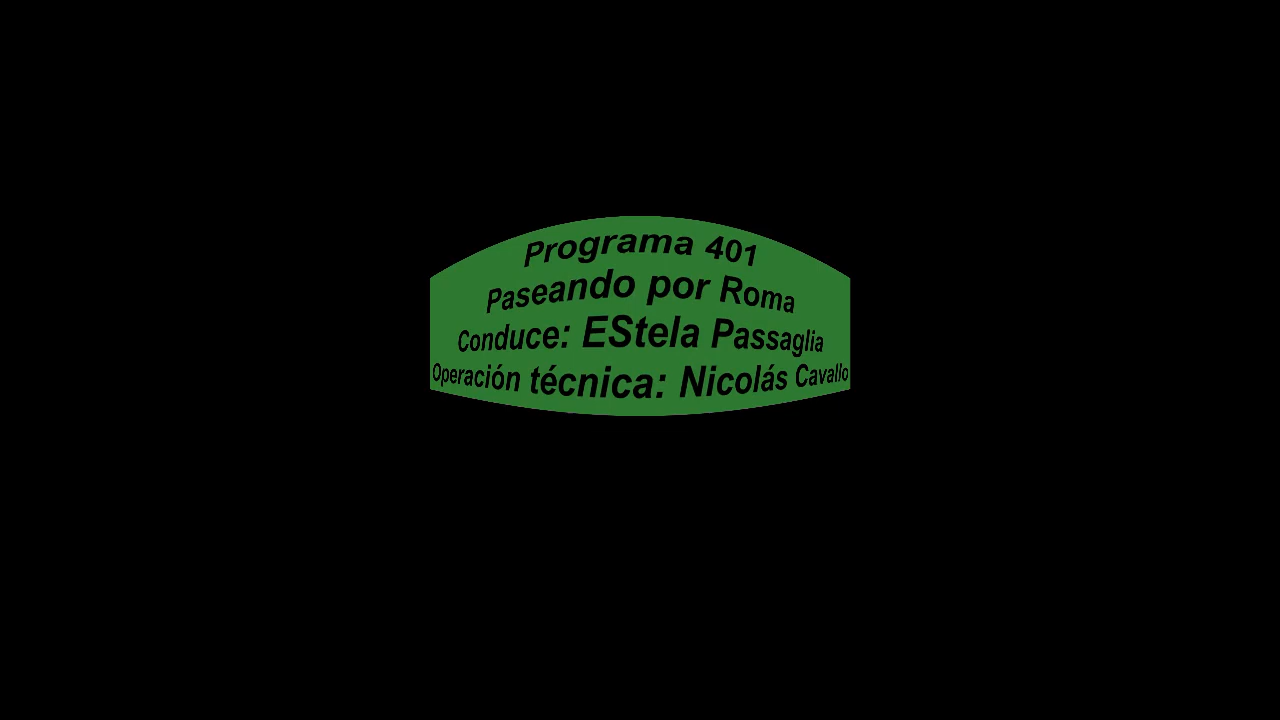 Programa 401
Paseando por Roma
Conduce: EStela Passaglia
Operación técnica: Nicolás Cavallo